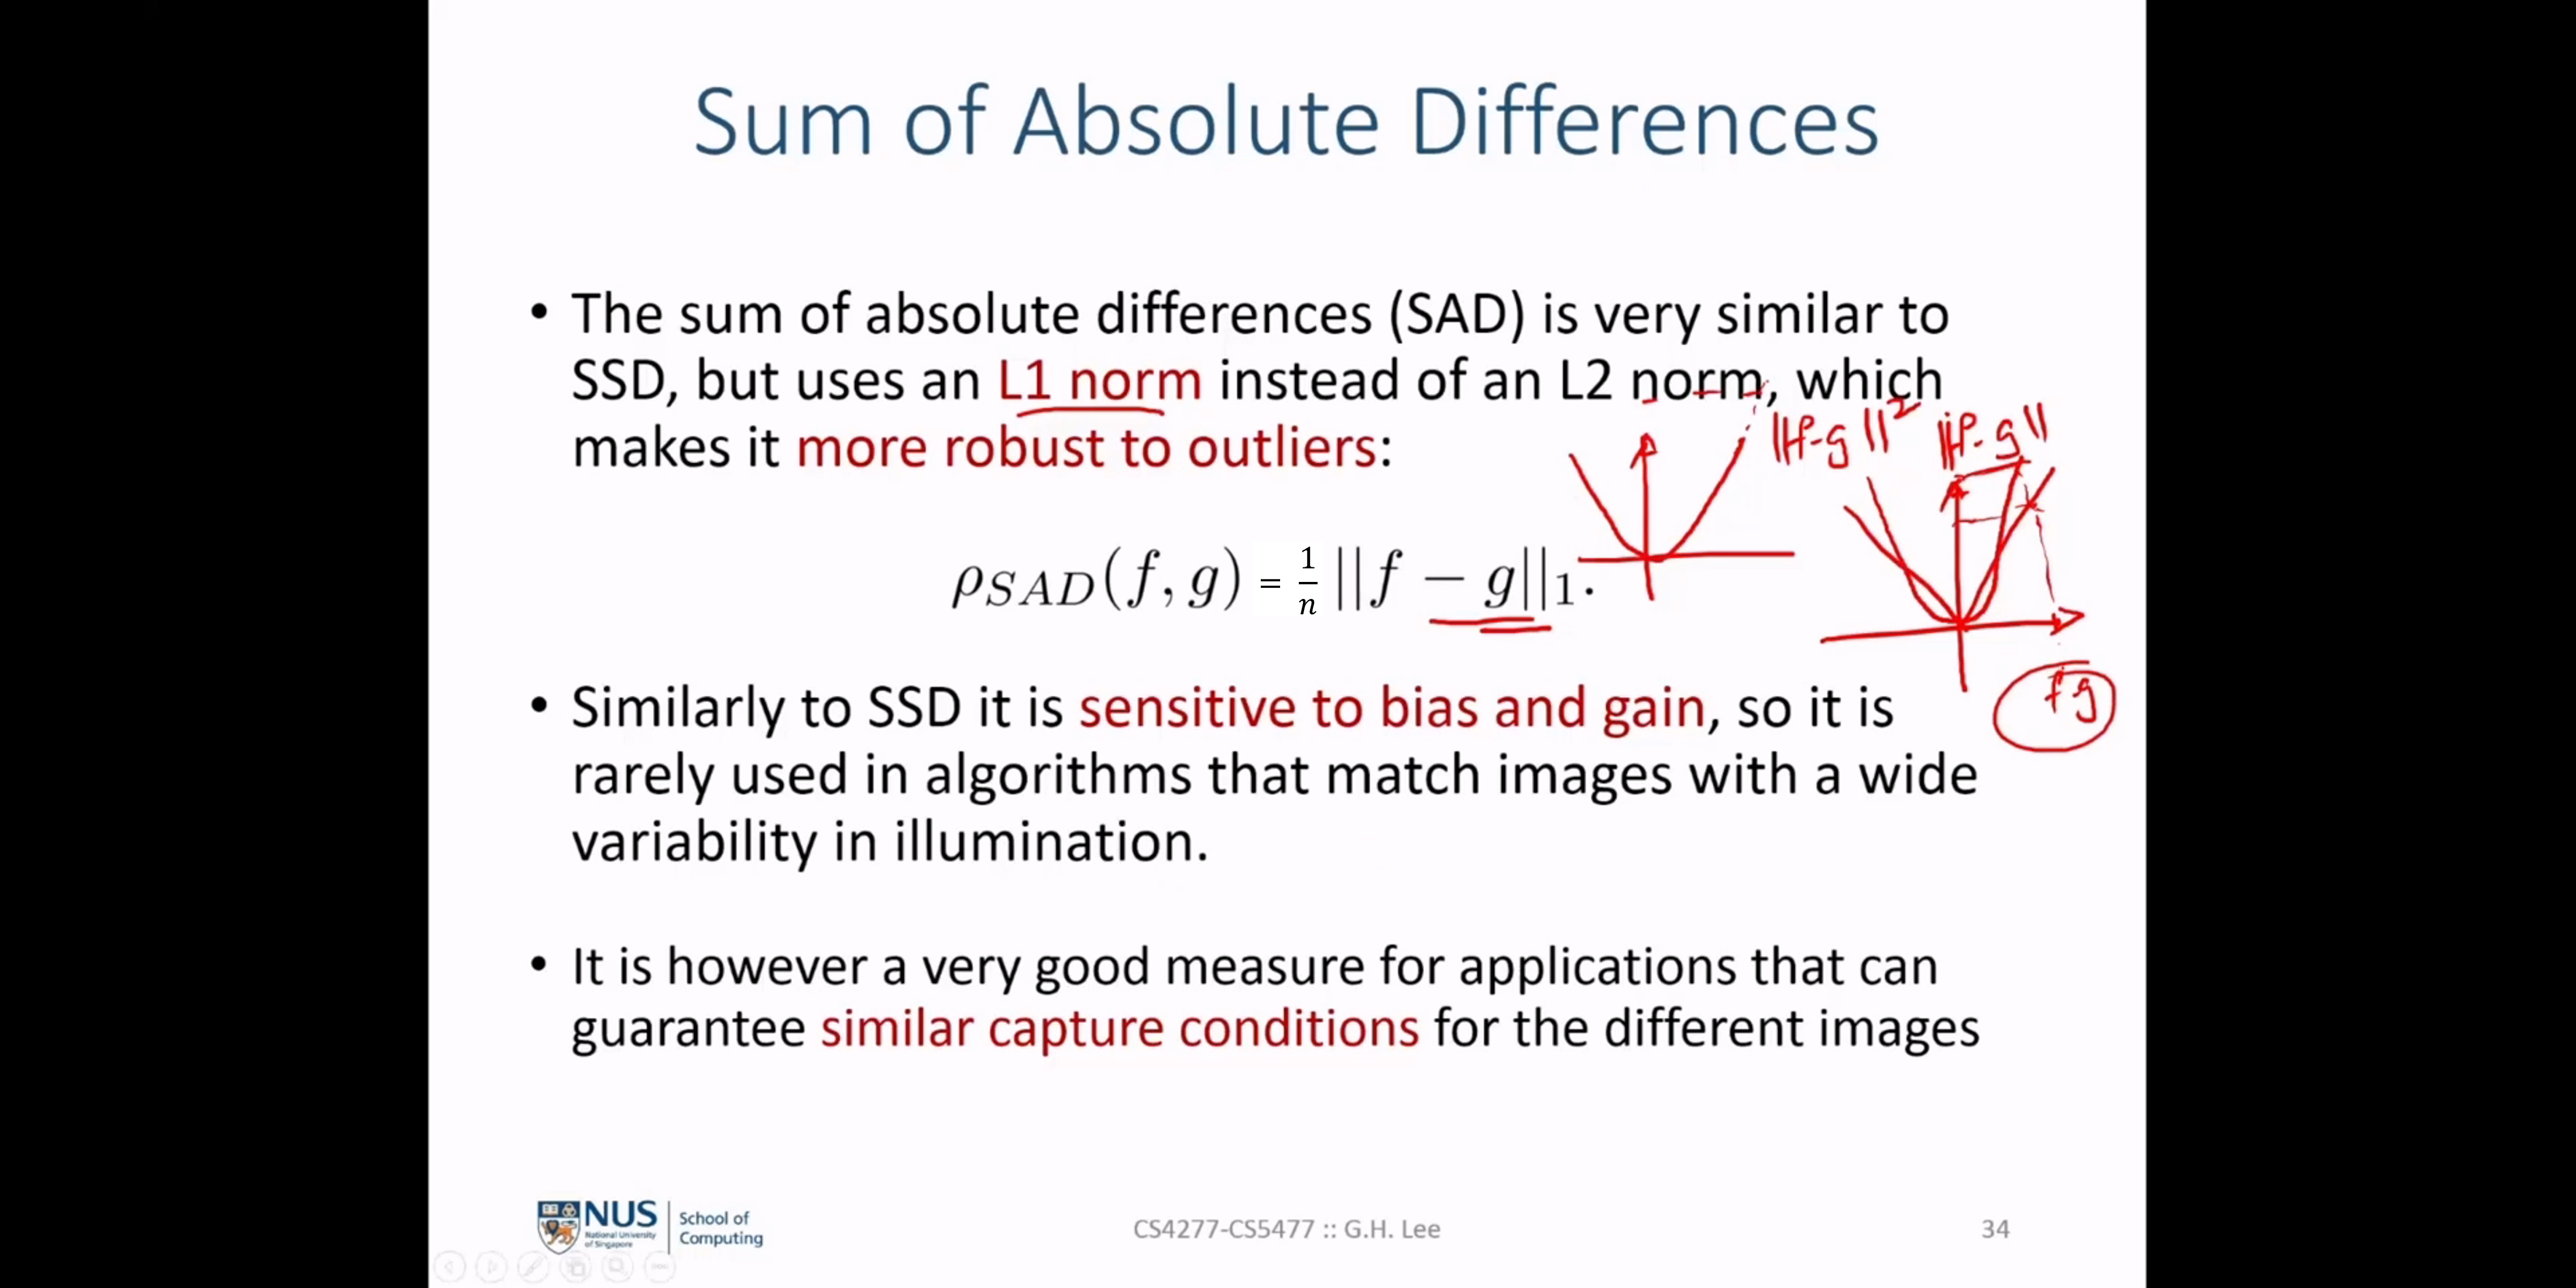 Sum of Absolute Differences
• The sum of absolute differences (SAD) is very similar to
SSD, but uses an L1 norm instead of an L2 norm, which
makes it more robust to outliers:
||f-g||² ||f-g||
ρ_SAD(f, g) = 1/n ||f − g||₁.
f g
• Similarly to SSD it is sensitive to bias and gain, so it is
rarely used in algorithms that match images with a wide
variability in illumination.
• It is however a very good measure for applications that can
guarantee similar capture conditions for the different images
NUS
National University
of Singapore
School of
Computing
CS4277-CS5477 :: G.H. Lee
34